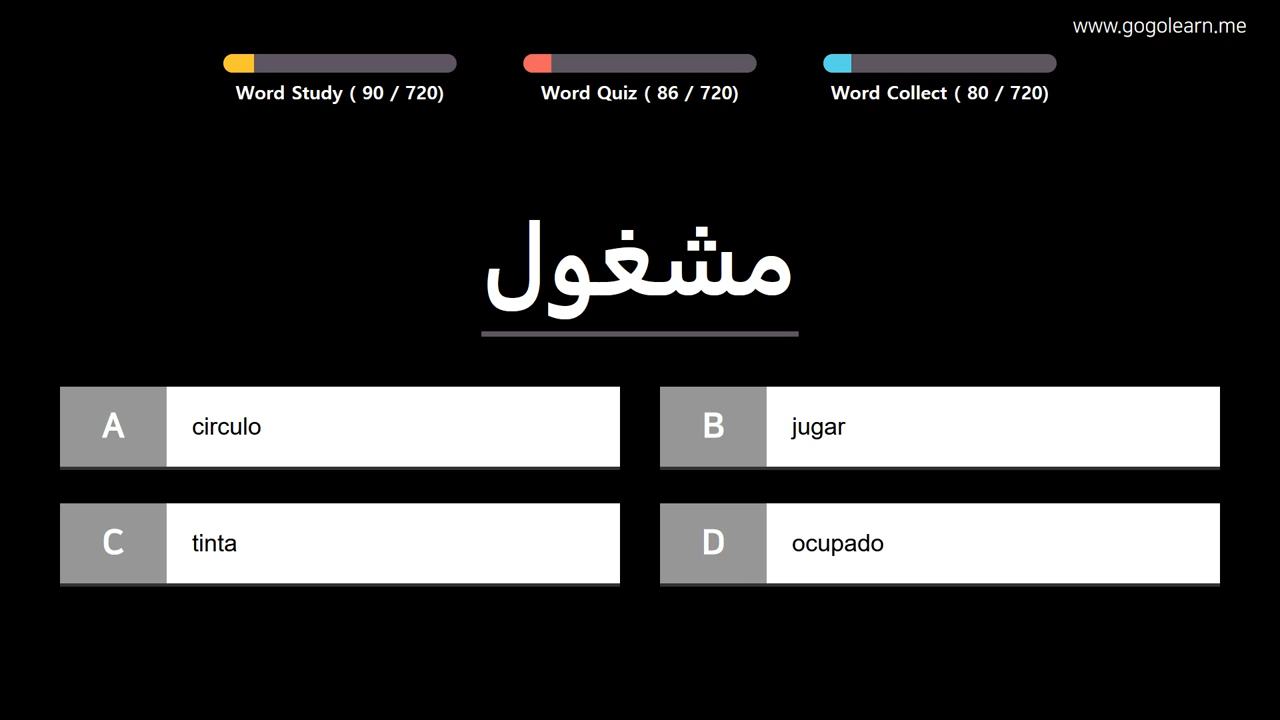 www.gogolearn.me
Word Study ( 90 / 720)
Word Quiz ( 86 / 720)
Word Collect ( 80 / 720)
مشغول
A circulo
B jugar
C tinta
D ocupado